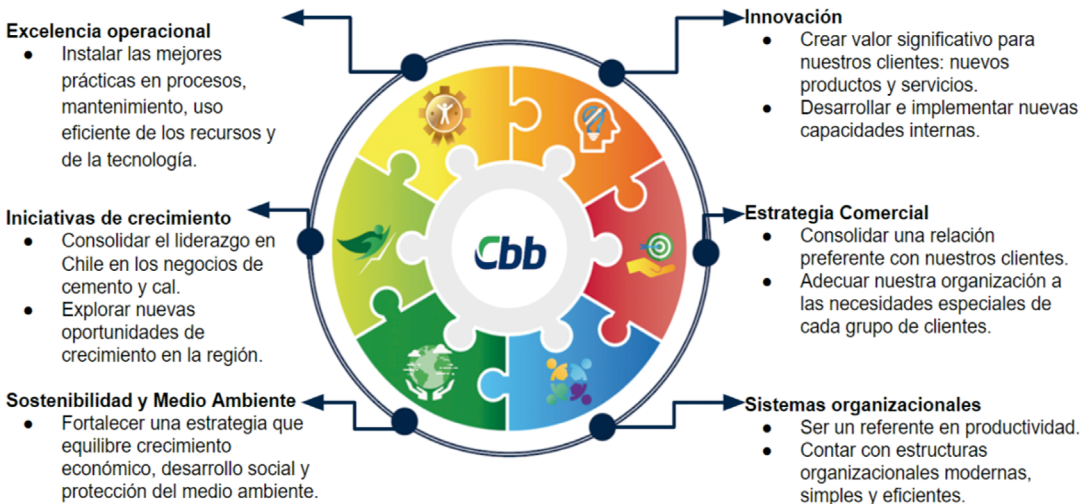 Excelencia operacional
● Instalar las mejores
prácticas en procesos,
mantenimiento, uso
eficiente de los recursos y
de la tecnología.
Iniciativas de crecimiento
● Consolidar el liderazgo en
Chile en los negocios de
cemento y cal.
● Explorar nuevas
oportunidades de
crecimiento en la región.
Sostenibilidad y Medio Ambiente
● Fortalecer una estrategia que
equilibre crecimiento
económico, desarrollo social y
protección del medio ambiente.
Cbb
Innovación
● Crear valor significativo para
nuestros clientes: nuevos
productos y servicios.
● Desarrollar e implementar nuevas
capacidades internas.
Estrategia Comercial
● Consolidar una relación
preferente con nuestros clientes.
● Adecuar nuestra organización a
las necesidades especiales de
cada grupo de clientes.
Sistemas organizacionales
● Ser un referente en productividad.
● Contar con estructuras
organizacionales modernas,
simples y eficientes.